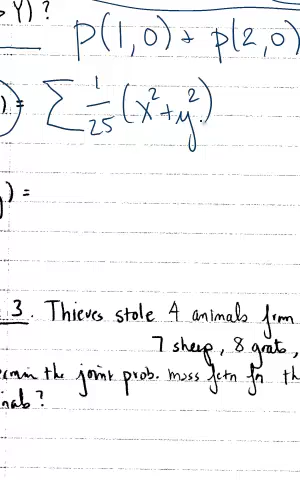 > Y) ?
p(1,0) + p(2,0)
) = ∑ 1/25 (x² + y²)
) =
3. Thieves stole 4 animals from
7 sheep, 8 goats,
the joint prob. mass fctn for th
?